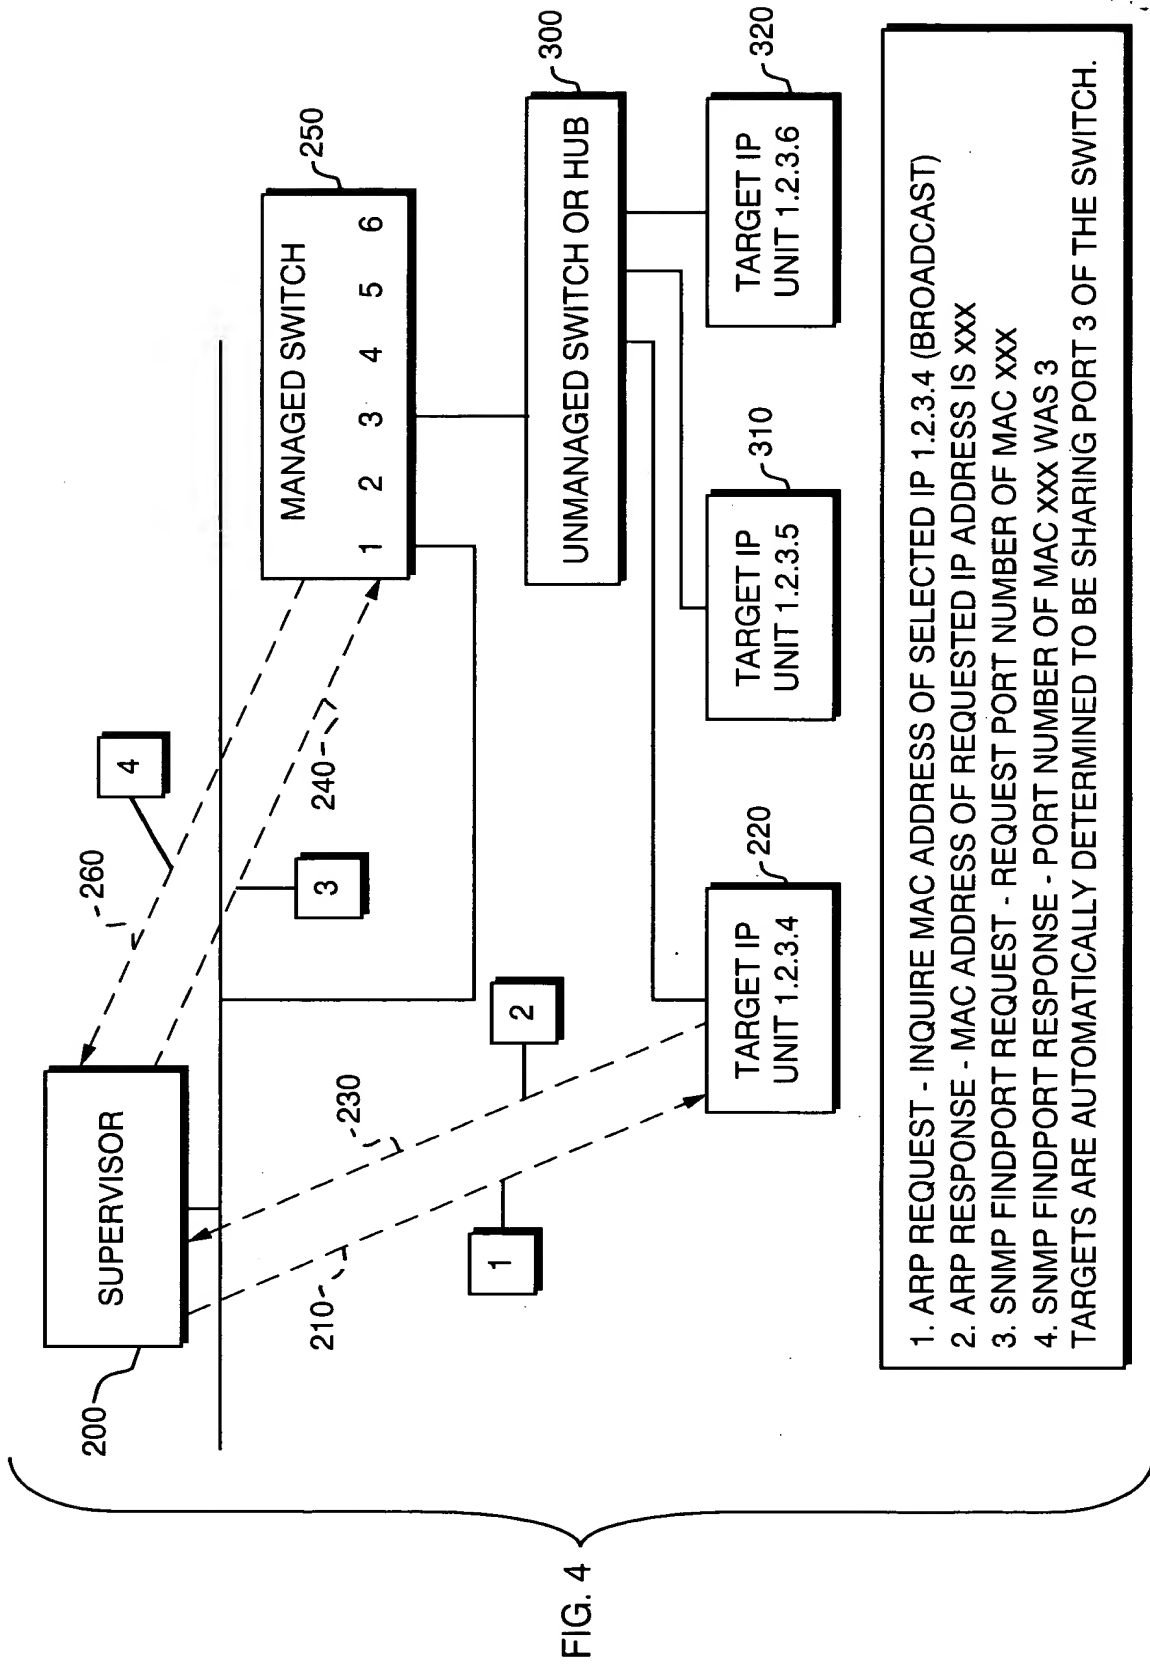 FIG. 4
200
SUPERVISOR
260
4
210
230
240
3
1
2
250
MANAGED SWITCH
1 2 3 4 5 6
300
UNMANAGED SWITCH OR HUB
220
TARGET IP
UNIT 1.2.3.4
310
TARGET IP
UNIT 1.2.3.5
320
TARGET IP
UNIT 1.2.3.6
1. ARP REQUEST - INQUIRE MAC ADDRESS OF SELECTED IP 1.2.3.4 (BROADCAST)
2. ARP RESPONSE - MAC ADDRESS OF REQUESTED IP ADDRESS IS XXX
3. SNMP FINDPORT REQUEST - REQUEST PORT NUMBER OF MAC XXX
4. SNMP FINDPORT RESPONSE - PORT NUMBER OF MAC XXX WAS 3
TARGETS ARE AUTOMATICALLY DETERMINED TO BE SHARING PORT 3 OF THE SWITCH.